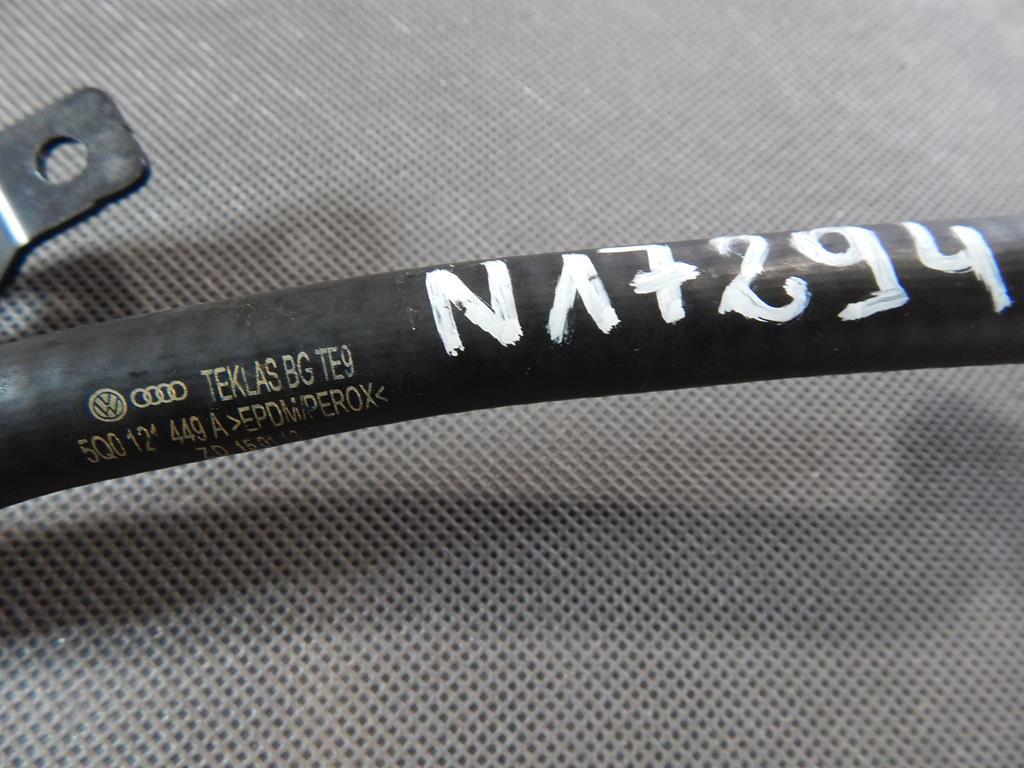 TEKLAS BG TE9
5Q0 121 449 A >EPDM/PEROX<
N17294